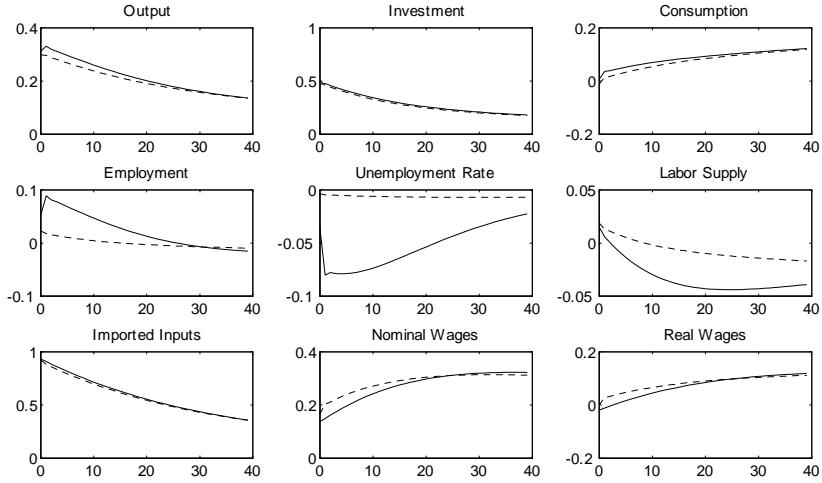 Output
Investment
Consumption
0.4
0.2
0
0 10 20 30 40
1
0.5
0
0 10 20 30 40
0.2
0
-0.2
0 10 20 30 40
Employment
Unemployment Rate
Labor Supply
0.1
0
-0.1
0 10 20 30 40
0
-0.05
-0.1
0 10 20 30 40
0.05
0
-0.05
0 10 20 30 40
Imported Inputs
Nominal Wages
Real Wages
1
0.5
0
0 10 20 30 40
0.4
0.2
0
0 10 20 30 40
0.2
0
-0.2
0 10 20 30 40